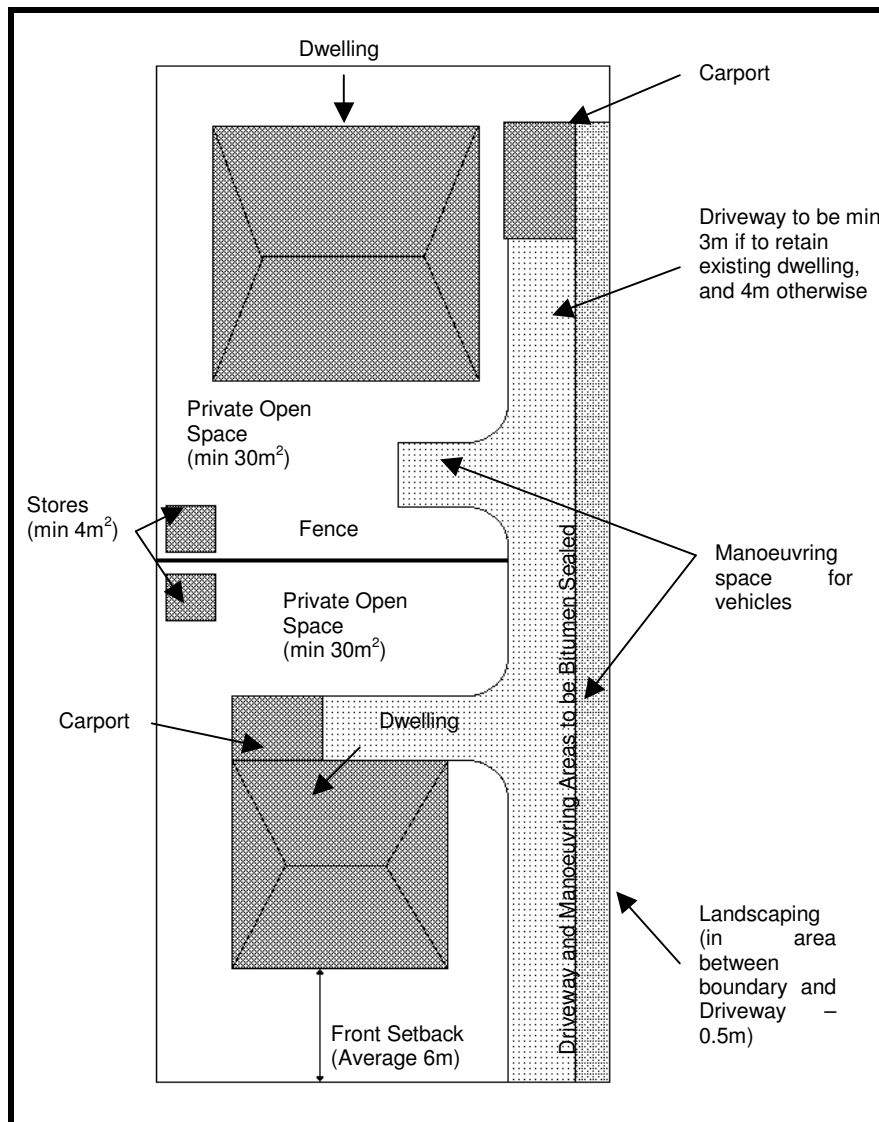 Dwelling
Carport
Driveway to be min
3m if to retain
existing dwelling,
and 4m otherwise
Private Open
Space
(min 30m²)
Stores
(min 4m²)
Fence
Manoeuvring
space for
vehicles
Private Open
Space
(min 30m²)
Carport
Dwelling
Driveway and Manoeuvring Areas to be Bitumen Sealed
Landscaping
(in area
between
boundary and
Driveway –
0.5m)
Front Setback
(Average 6m)